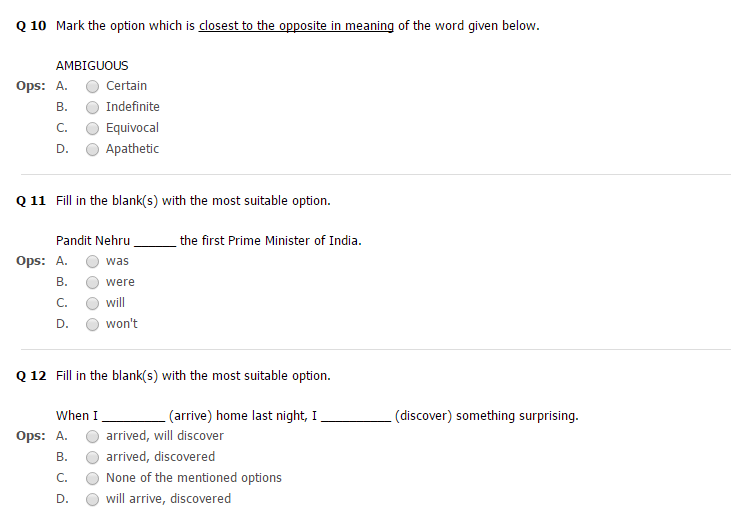 Q 10 Mark the option which is closest to the opposite in meaning of the word given below.
AMBIGUOUS
Ops: A. Certain
B. Indefinite
C. Equivocal
D. Apathetic
Q 11 Fill in the blank(s) with the most suitable option.
Pandit Nehru ______ the first Prime Minister of India.
Ops: A. was
B. were
C. will
D. won't
Q 12 Fill in the blank(s) with the most suitable option.
When I _________ (arrive) home last night, I __________ (discover) something surprising.
Ops: A. arrived, will discover
B. arrived, discovered
C. None of the mentioned options
D. will arrive, discovered